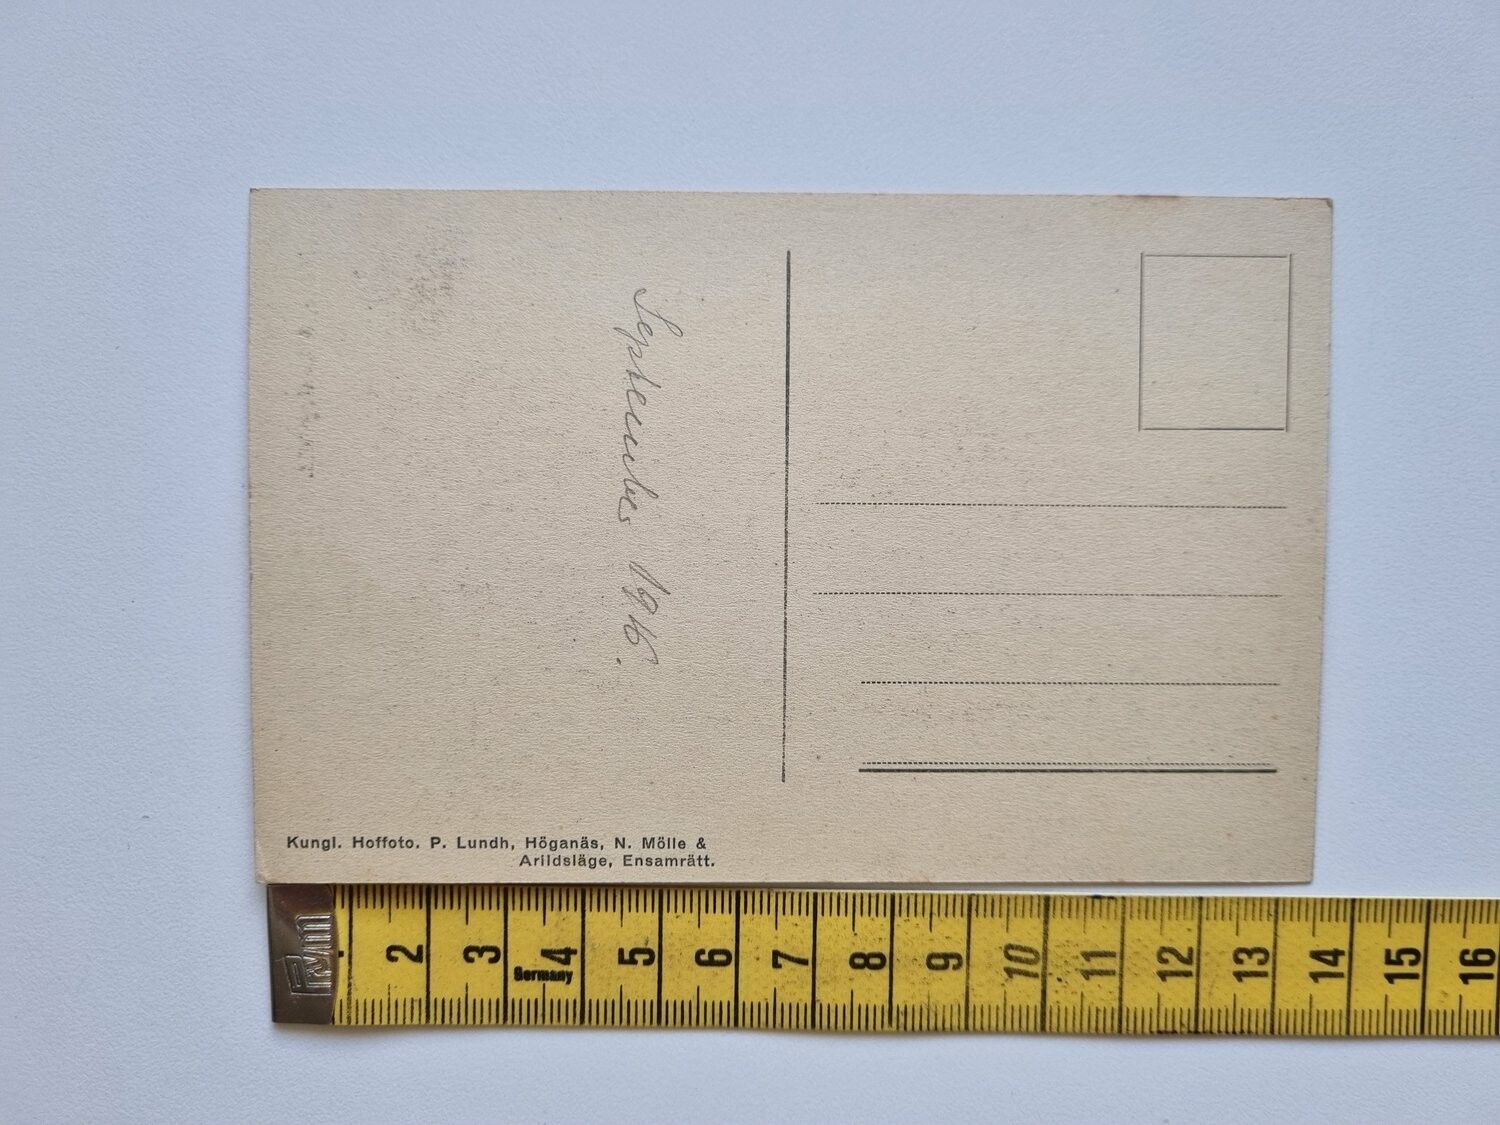 September 1916.
Kungl. Hoffoto. P. Lundh, Höganäs, N. Mölle &
Arildsläge, Ensamrätt.
2 3 4 5 6 7 8 9 10 11 12 13 14 15 16
Germany